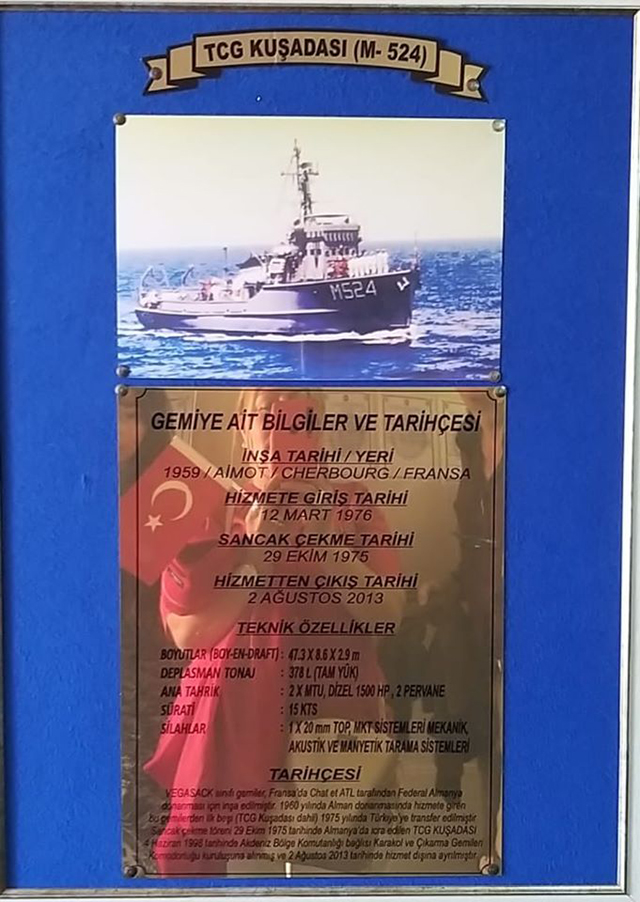 TCG KUŞADASI (M- 524)
M524
GEMİYE AİT BİLGİLER VE TARİHÇESİ
İNŞA TARİHİ / YERİ
1959 / AİMOT / CHERBOURG / FRANSA
HİZMETE GİRİŞ TARİHİ
12 MART 1976
SANCAK ÇEKME TARİHİ
29 EKİM 1975
HİZMETTEN ÇIKIŞ TARİHİ
2 AĞUSTOS 2013
TEKNİK ÖZELLİKLER
BOYUTLAR (BOY-EN-DRAFT) : 47.3 X 8.6 X 2.9 m
DEPLASMAN TONAJ : 378 t. (TAM YÜK)
ANA TAHRİK : 2 X MTU, DİZEL 1500 HP , 2 PERVANE
SÜRATİ : 15 KTS
SİLAHLAR : 1 X 20 mm TOP, MKT SİSTEMLERİ MEKANİK,
AKUSTİK VE MANYETİK TARAMA SİSTEMLERİ
TARİHÇESİ
VEGASACK sınıfı gemiler, Fransa'da Chat et ATL tarafından Federal Almanya
donanması için inşa edilmiştir. 1960 yılında Alman donanmasında hizmete giren
bu gemilerden ilk beşi (TCG Kuşadası dahil) 1975 yılında Türkiye'ye transfer edilmiştir.
Sancak çekme töreni 29 Ekim 1975 tarihinde Almanya'da icra edilen TCG KUŞADASI
4 Haziran 1998 tarihinde Akdeniz Bölge Komutanlığı bağlısı Karakol ve Çıkarma Gemileri
Komodorluğu kuruluşuna alınmış ve 2 Ağustos 2013 tarihinde hizmet dışına ayrılmıştır.